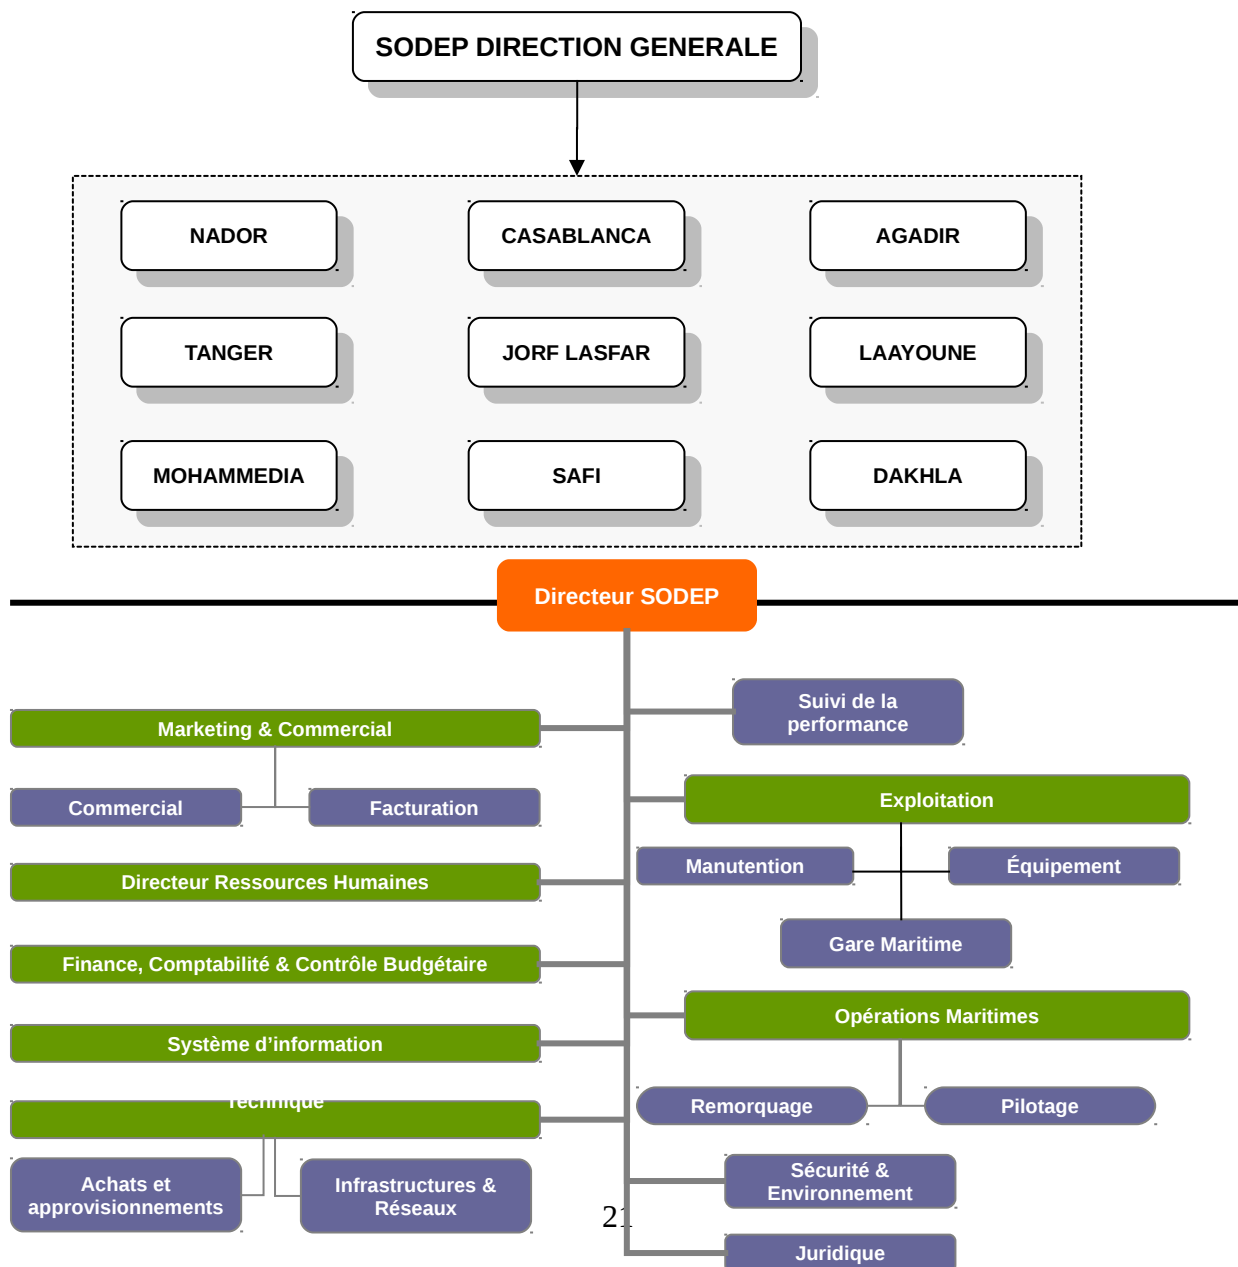 SODEP DIRECTION GENERALE
NADOR
CASABLANCA
AGADIR
TANGER
JORF LASFAR
LAAYOUNE
MOHAMMEDIA
SAFI
DAKHLA
Directeur SODEP
Suivi de la
performance
Marketing & Commercial
Commercial
Facturation
Exploitation
Manutention
Équipement
Directeur Ressources Humaines
Gare Maritime
Finance, Comptabilité & Contrôle Budgétaire
Opérations Maritimes
Système d’information
Technique
Remorquage
Pilotage
Achats et
approvisionnements
Infrastructures &
Réseaux
Sécurité &
Environnement
21
Juridique